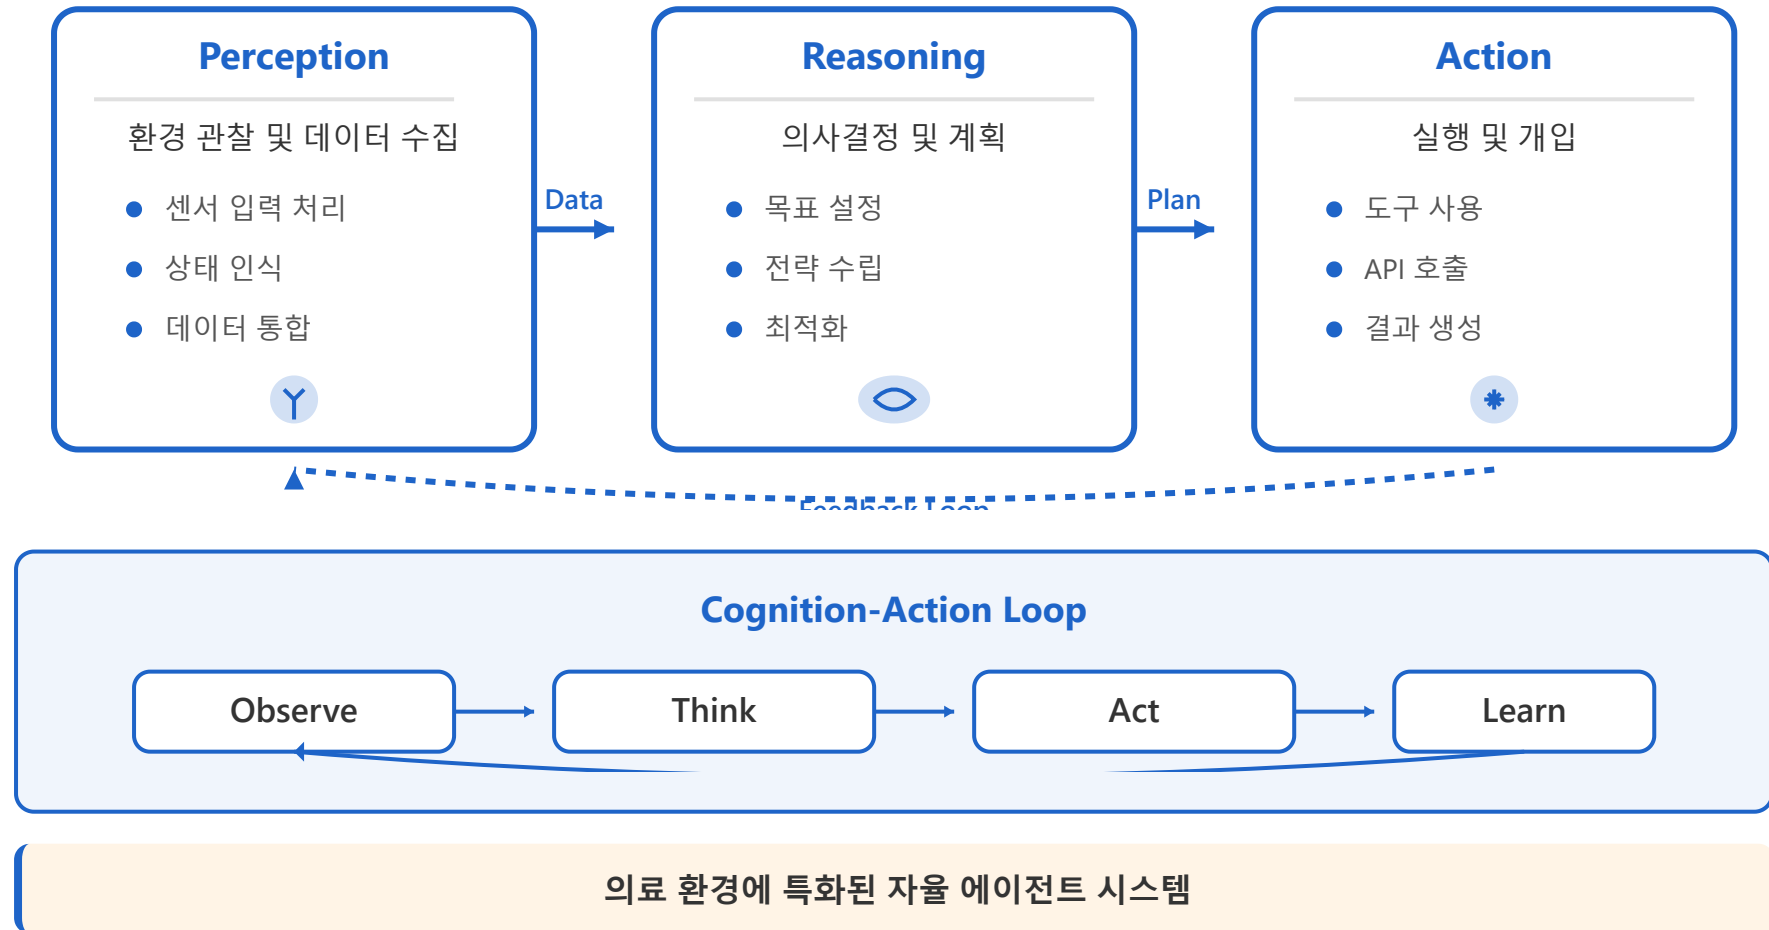 Perception
환경 관찰 및 데이터 수집
센서 입력 처리
상태 인식
데이터 통합
Data
Reasoning
의사결정 및 계획
목표 설정
전략 수립
최적화
Plan
Action
실행 및 개입
도구 사용
API 호출
결과 생성
Feedback Loop
Cognition-Action Loop
Observe
Think
Act
Learn
의료 환경에 특화된 자율 에이전트 시스템